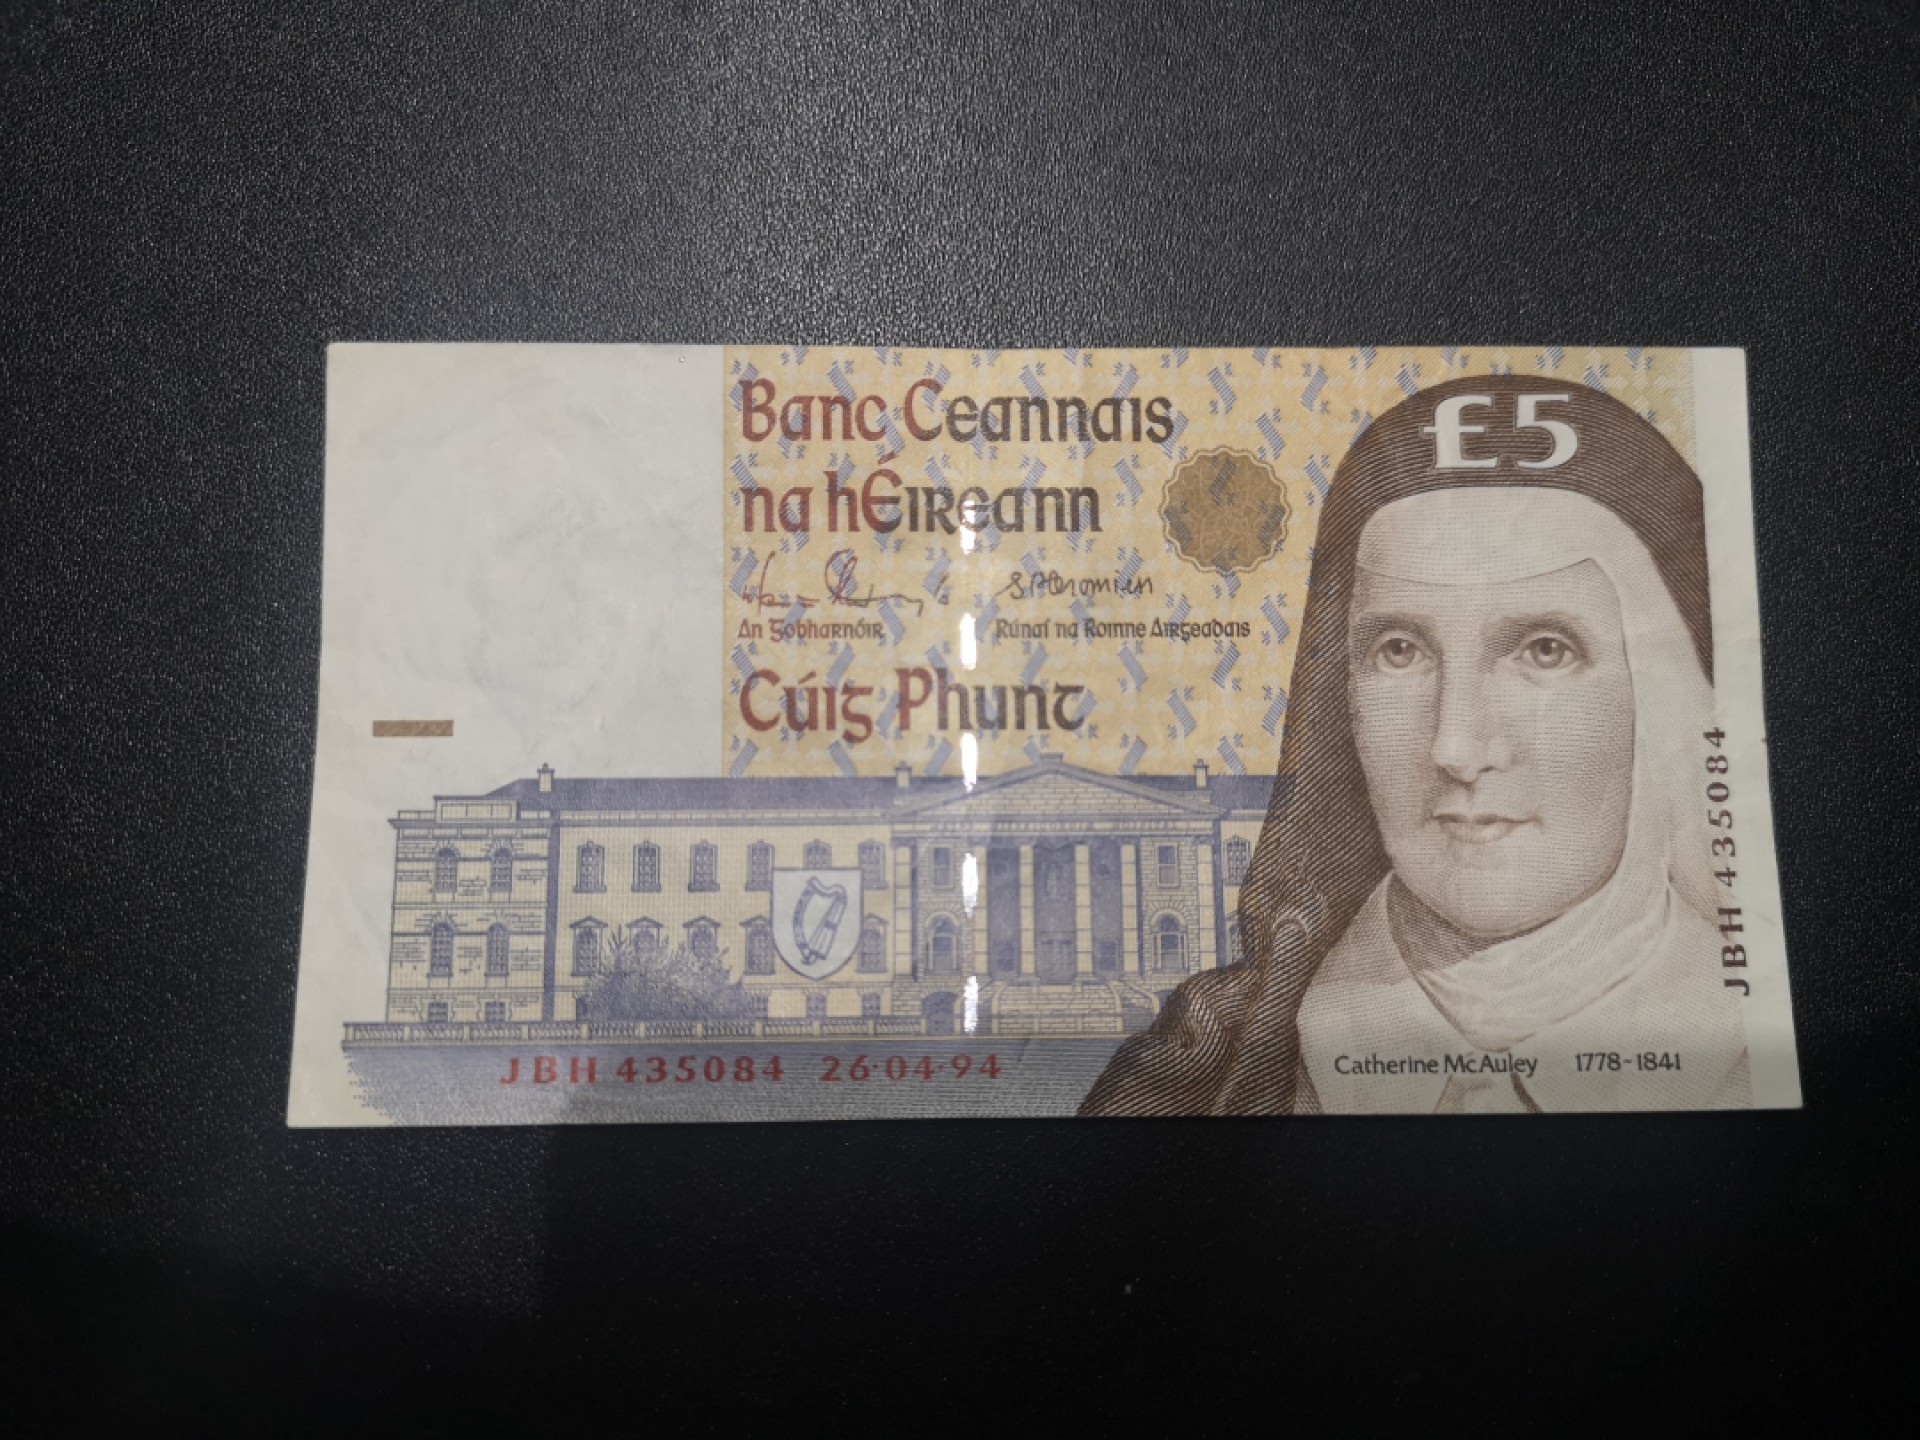 £5
Banc Ceannais
na hÉireann
An Gobharnóir
Rúnaí na Roinne Airgeadais
Cúig Phunt
JBH 435084
JBH 435084 26·04·94
Catherine McAuley 1778-1841